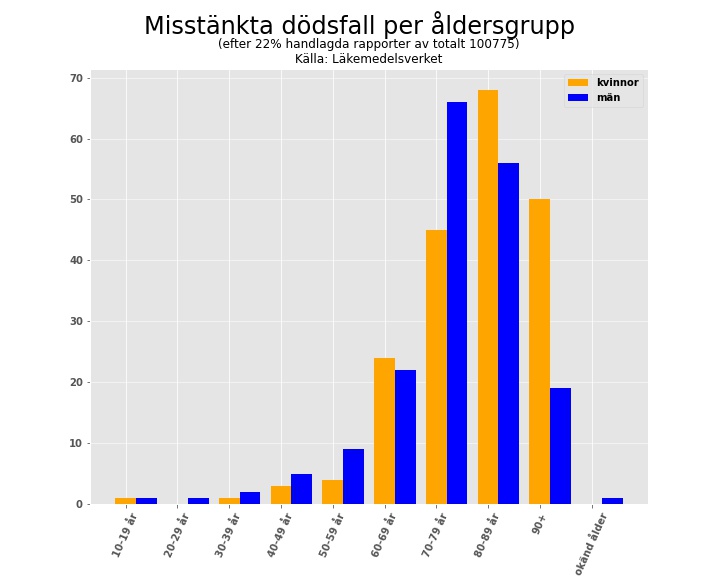 Misstänkta dödsfall per åldersgrupp
(efter 22% handlagda rapporter av totalt 100775)
Källa: Läkemedelsverket
kvinnor
män
70
60
50
40
30
20
10
0
10-19 år
20-29 år
30-39 år
40-49 år
50-59 år
60-69 år
70-79 år
80-89 år
90+
okänd ålder